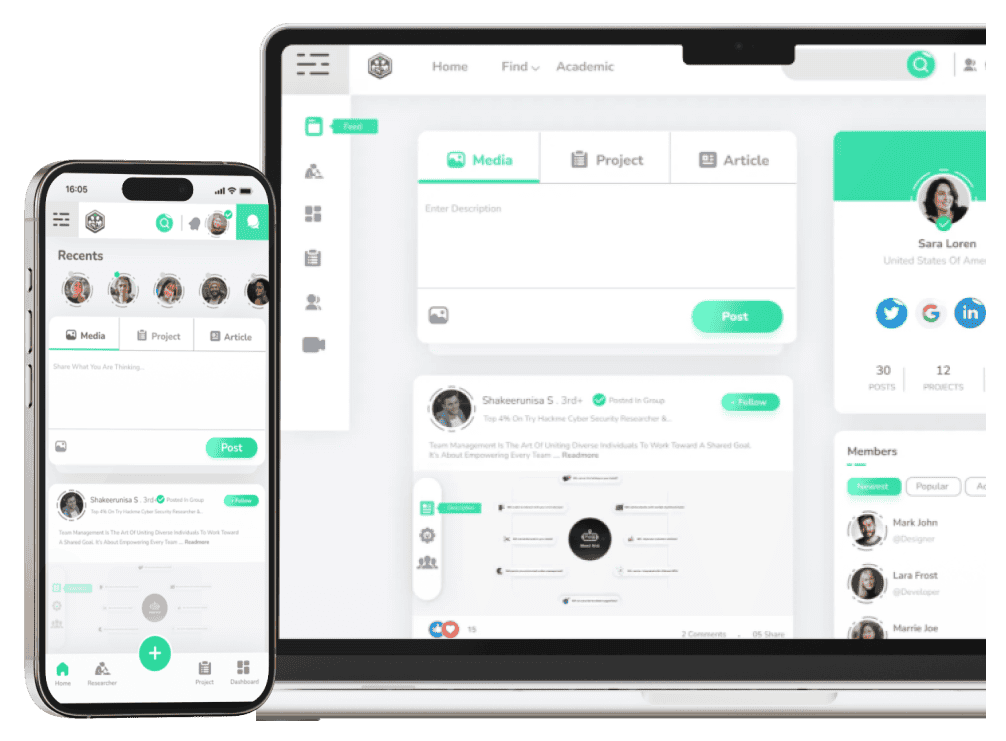 Home Find Academic
Feed
Media Project Article
Enter Description
Post
Sara Loren
United States Of Ame
30 12
POSTS PROJECTS
Shakeerunisa S . 3rd+ Posted In Group
+ Follow
Top 4% On Try Hackme Cyber Security Researcher &..
Team Management Is The Art Of Uniting Diverse Individuals To Work Toward A Shared Goal.
It's About Empowering Every Team ... Readmore
Description
15
2 Comments . 05 Share
Members
Newest Popular Ac
Mark John
@Designer
Lara Frost
@Developer
Marrie Joe
16:05
Recents
Media Project Article
Share What You Are Thinking...
Post
Shakeerunisa S . 3rd+ Posted In Group
+ Follow
Top 4% On Try Hackme Cyber Security Researcher &..
Team Management Is The Art Of Uniting Diverse Individuals To Work Toward
A Shared Goal. It's About Empowering Every Team ... Readmore
Home Researcher + Project Dashboard